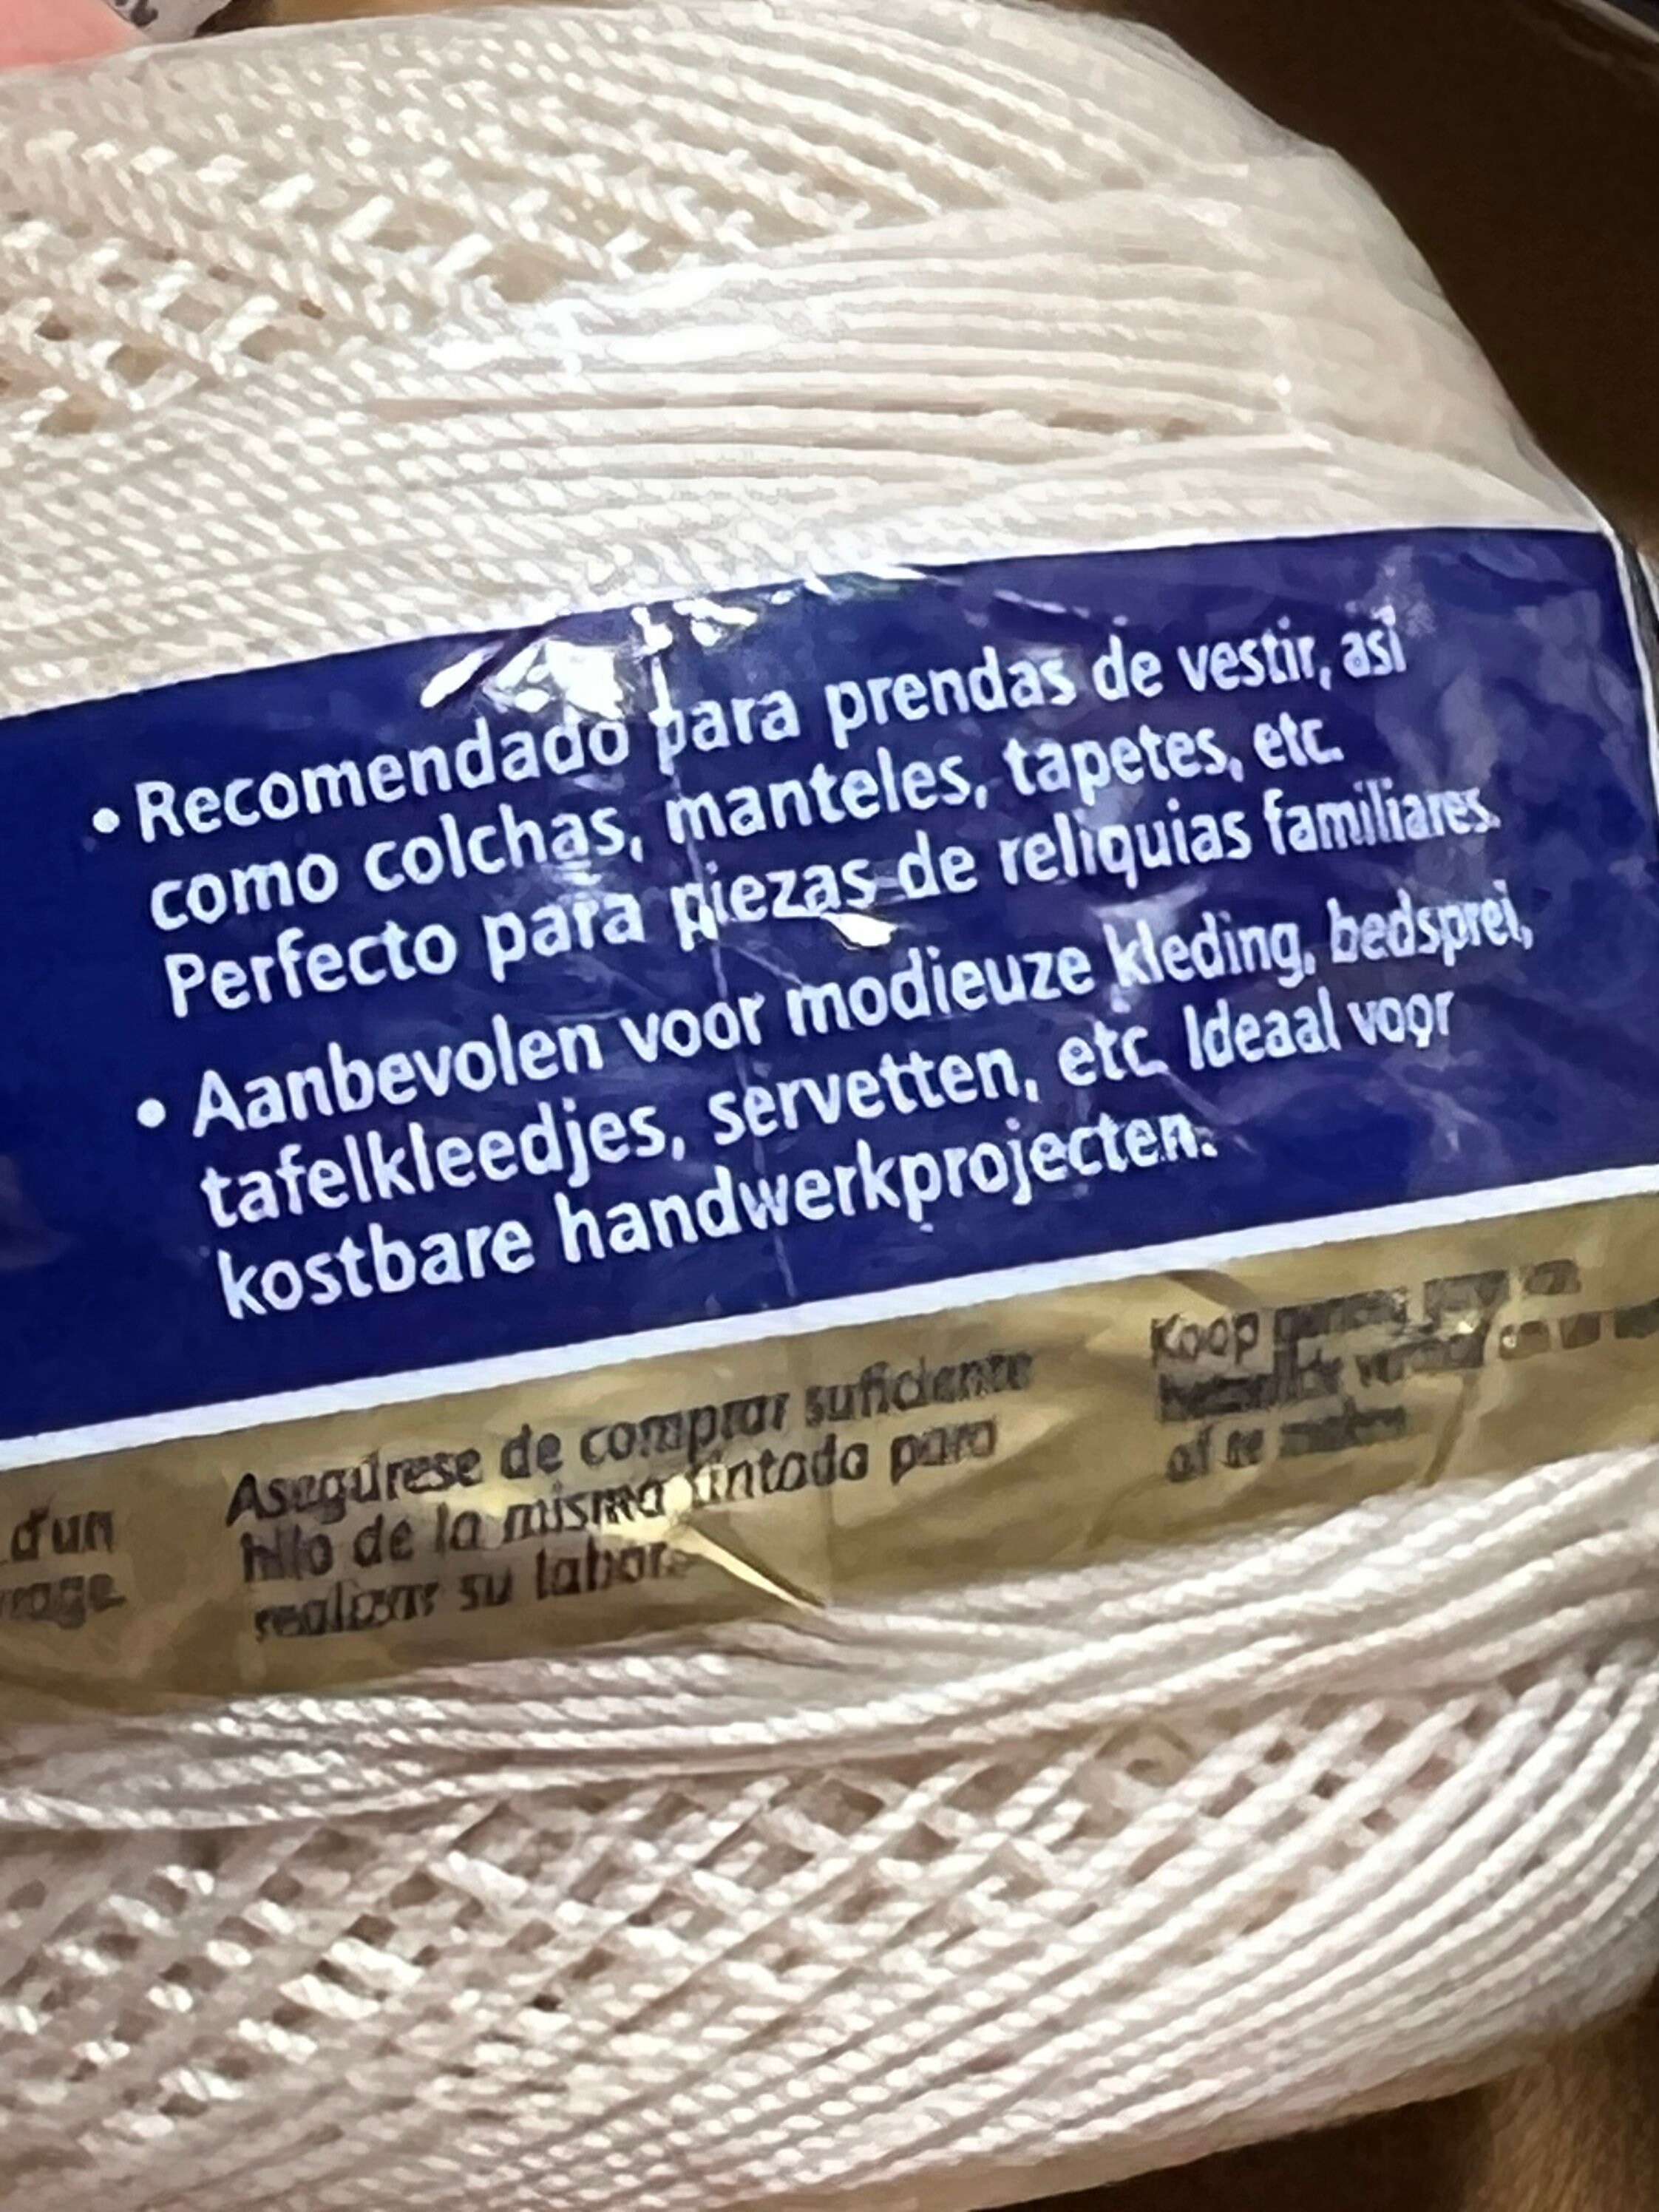 • Recomendado para prendas de vestir, así
como colchas, manteles, tapetes, etc.
Perfecto para piezas de reliquias familiares.
• Aanbevolen voor modieuze kleding, bedsprei,
tafelkleedjes, servetten, etc. Ideaal voor
kostbare handwerkprojecten.
d'un
Asegúrese de comprar suficiente
hilo de la misma tintada para
realizar su labor.
Koop
of te